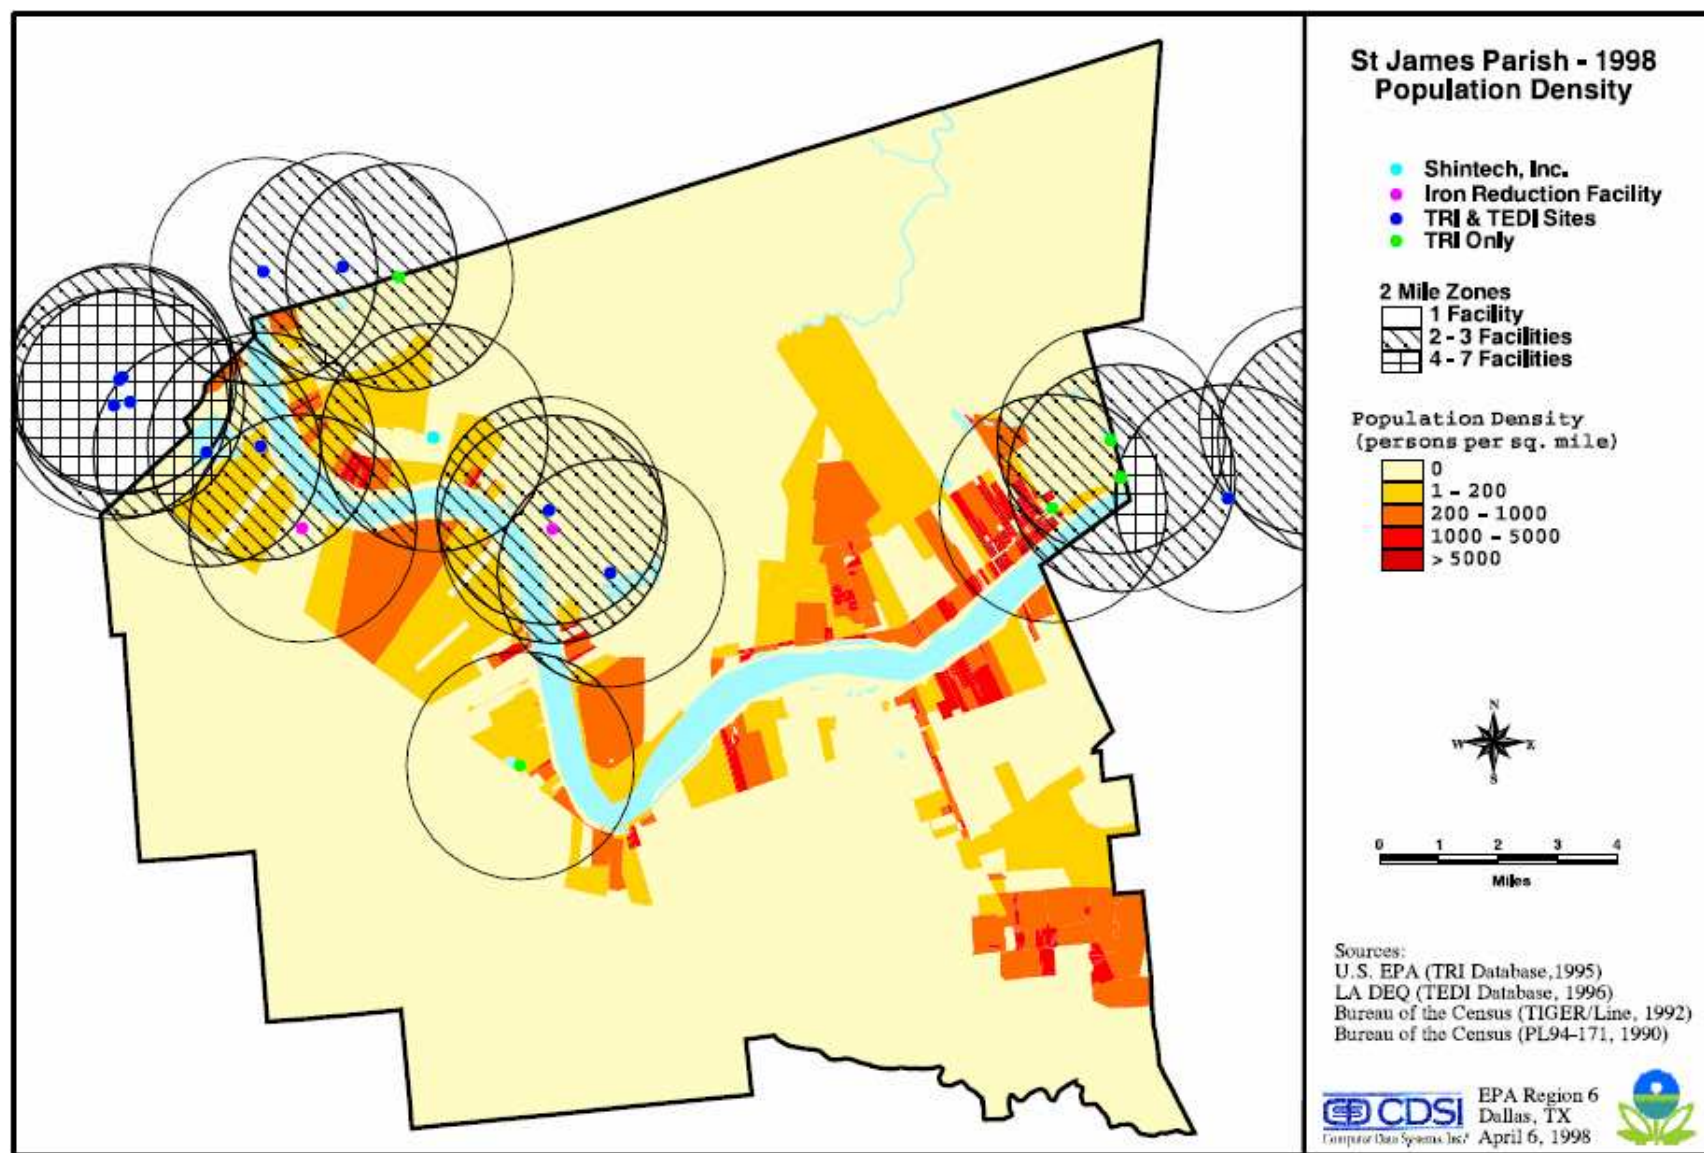 St James Parish - 1998
Population Density
Shintech, Inc.
Iron Reduction Facility
TRI & TEDI Sites
TRI Only
2 Mile Zones
1 Facility
2 - 3 Facilities
4 - 7 Facilities
Population Density
(persons per sq. mile)
0
1 - 200
200 - 1000
1000 - 5000
> 5000
N
W E
S
0 1 2 3 4
Miles
Sources:
U.S. EPA (TRI Database,1995)
LA DEQ (TEDI Database, 1996)
Bureau of the Census (TIGER/Line, 1992)
Bureau of the Census (PL94-171, 1990)
CDSI
Computer Data Systems, Inc.
EPA Region 6
Dallas, TX
April 6, 1998